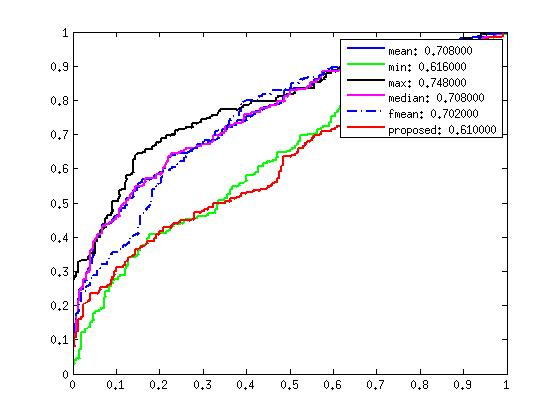 1
0.9
0.8
0.7
0.6
0.5
0.4
0.3
0.2
0.1
0
mean: 0.708000
min: 0.616000
max: 0.748000
median: 0.708000
fmean: 0.702000
proposed: 0.610000
0 0.1 0.2 0.3 0.4 0.5 0.6 0.7 0.8 0.9 1